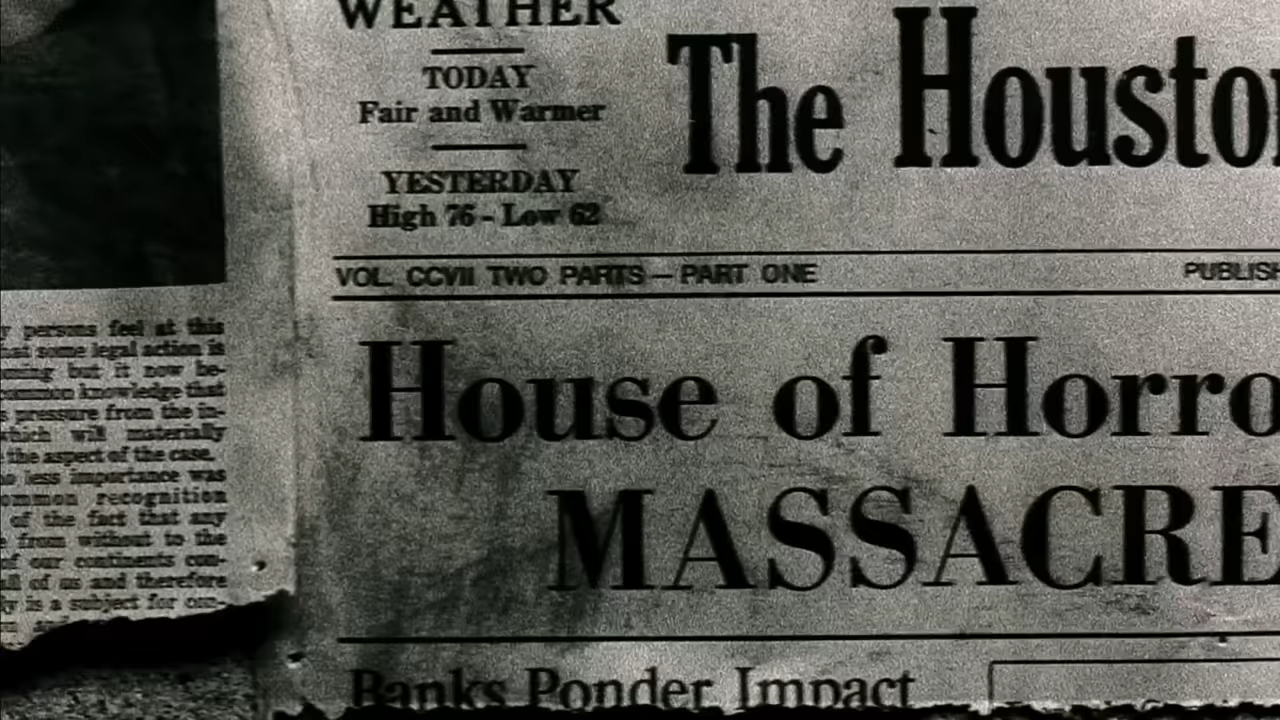 WEATHER
TODAY
Fair and Warmer
YESTERDAY
High 76 - Low 62
The Housto
VOL. CCVII TWO PARTS — PART ONE
PUBLISH
House of Horro
MASSACRE
Banks Ponder Impact
y persons feel at this
hat some legal action is
but it now be-
common knowledge that
s pressure from the in-
which will materially
the aspect of the case.
o less importance was
ommon recognition
of the fact that any
e from without to the
of our continents con-
all of us and therefore
ly is a subject for